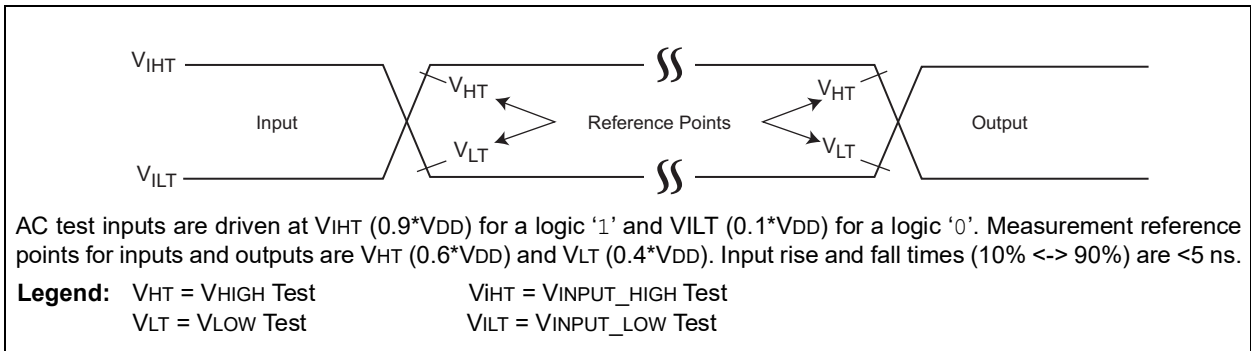 VIHT
VHT
VHT
Input
Reference Points
Output
VLT
VLT
VILT
AC test inputs are driven at VIHT (0.9*VDD) for a logic ‘1’ and VILT (0.1*VDD) for a logic ‘0’. Measurement reference
points for inputs and outputs are VHT (0.6*VDD) and VLT (0.4*VDD). Input rise and fall times (10% <-> 90%) are <5 ns.
Legend: VHT = VHIGH Test ViHT = VINPUT_HIGH Test
VLT = VLOW Test VILT = VINPUT_LOW Test